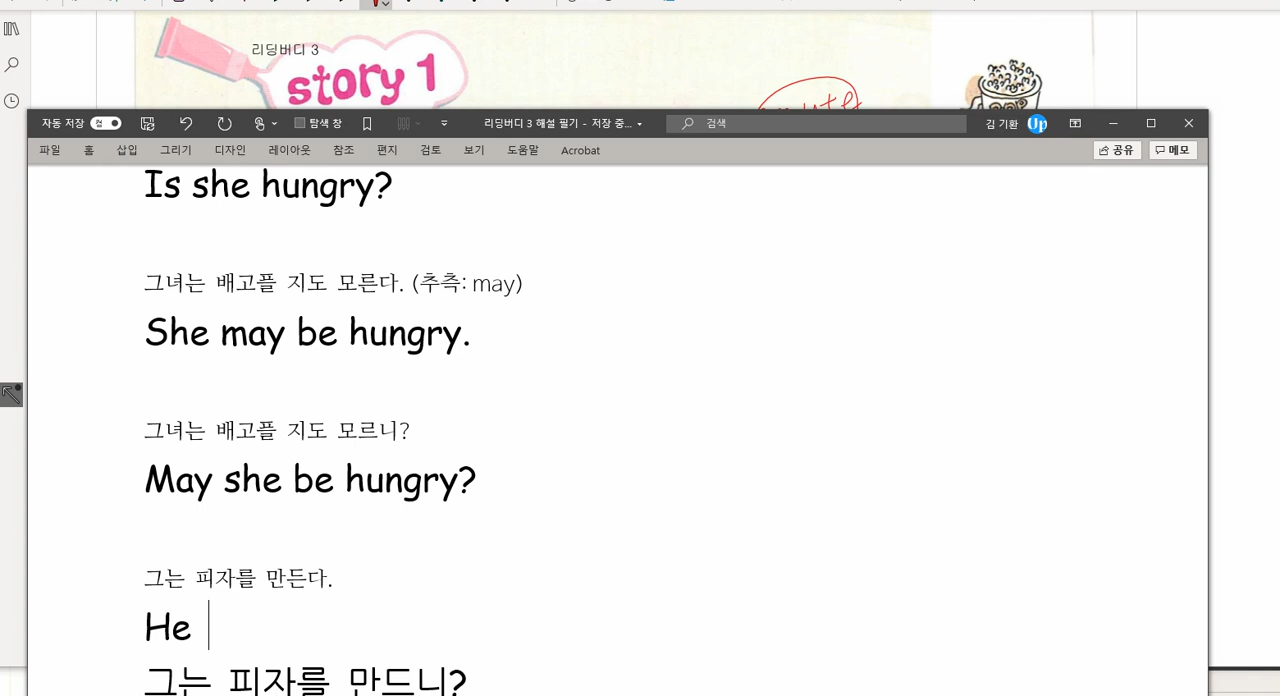 리딩버디 3
story 1
자동 저장 컴 탐색 창 리딩버디 3 해설 필기 - 저장 중... 검색 김 기환 Up
파일 홈 삽입 그리기 디자인 레이아웃 참조 편지 검토 보기 도움말 Acrobat 공유 메모
Is she hungry?
그녀는 배고플 지도 모른다. (추측: may)
She may be hungry.
그녀는 배고플 지도 모르니?
May she be hungry?
그는 피자를 만든다.
He
그는 피자를 만드니?